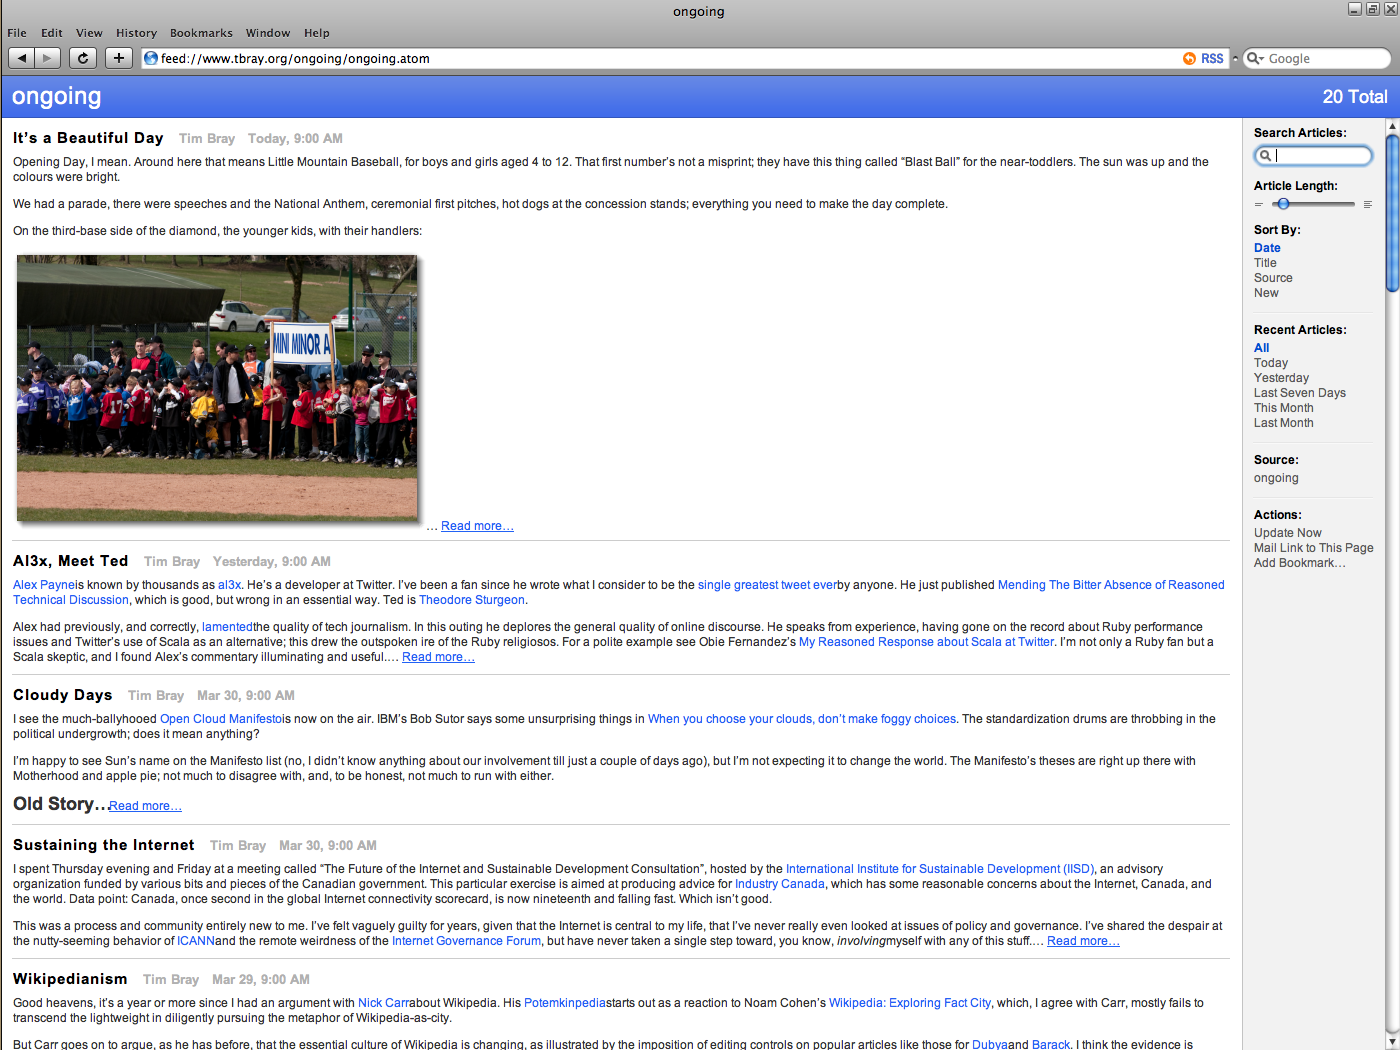 ongoing
File Edit View History Bookmarks Window Help
feed://www.tbray.org/ongoing/ongoing.atom RSS Google
ongoing 20 Total
It’s a Beautiful Day Tim Bray Today, 9:00 AM
Opening Day, I mean. Around here that means Little Mountain Baseball, for boys and girls aged 4 to 12. That first number’s not a misprint; they have this thing called “Blast Ball” for the near-toddlers. The sun was up and the
colours were bright.
We had a parade, there were speeches and the National Anthem, ceremonial first pitches, hot dogs at the concession stands; everything you need to make the day complete.
On the third-base side of the diamond, the younger kids, with their handlers:
MINI MINOR A
17
… Read more…
Al3x, Meet Ted Tim Bray Yesterday, 9:00 AM
Alex Payneis known by thousands as al3x. He’s a developer at Twitter. I’ve been a fan since he wrote what I consider to be the single greatest tweet everby anyone. He just published Mending The Bitter Absence of Reasoned
Technical Discussion, which is good, but wrong in an essential way. Ted is Theodore Sturgeon.
Alex had previously, and correctly, lamentedthe quality of tech journalism. In this outing he deplores the general quality of online discourse. He speaks from experience, having gone on the record about Ruby performance
issues and Twitter’s use of Scala as an alternative; this drew the outspoken ire of the Ruby religiosos. For a polite example see Obie Fernandez’s My Reasoned Response about Scala at Twitter. I’m not only a Ruby fan but a
Scala skeptic, and I found Alex’s commentary illuminating and useful.… Read more…
Cloudy Days Tim Bray Mar 30, 9:00 AM
I see the much-ballyhooed Open Cloud Manifestois now on the air. IBM’s Bob Sutor says some unsurprising things in When you choose your clouds, don’t make foggy choices. The standardization drums are throbbing in the
political undergrowth; does it mean anything?
I’m happy to see Sun’s name on the Manifesto list (no, I didn’t know anything about our involvement till just a couple of days ago), but I’m not expecting it to change the world. The Manifesto’s theses are right up there with
Motherhood and apple pie; not much to disagree with, and, to be honest, not much to run with either.
Old Story…Read more…
Sustaining the Internet Tim Bray Mar 30, 9:00 AM
I spent Thursday evening and Friday at a meeting called “The Future of the Internet and Sustainable Development Consultation”, hosted by the International Institute for Sustainable Development (IISD), an advisory
organization funded by various bits and pieces of the Canadian government. This particular exercise is aimed at producing advice for Industry Canada, which has some reasonable concerns about the Internet, Canada, and
the world. Data point: Canada, once second in the global Internet connectivity scorecard, is now nineteenth and falling fast. Which isn’t good.
This was a process and community entirely new to me. I’ve felt vaguely guilty for years, given that the Internet is central to my life, that I’ve never really even looked at issues of policy and governance. I’ve shared the despair at
the nutty-seeming behavior of ICANNand the remote weirdness of the Internet Governance Forum, but have never taken a single step toward, you know, involvingmyself with any of this stuff.… Read more…
Wikipedianism Tim Bray Mar 29, 9:00 AM
Good heavens, it’s a year or more since I had an argument with Nick Carrabout Wikipedia. His Potemkinpediastarts out as a reaction to Noam Cohen’s Wikipedia: Exploring Fact City, which, I agree with Carr, mostly fails to
transcend the lightweight in diligently pursuing the metaphor of Wikipedia-as-city.
But Carr goes on to argue, as he has before, that the essential culture of Wikipedia is changing, as illustrated by the imposition of editing controls on popular articles like those for Dubyaand Barack. I think the evidence is
Search Articles:
Article Length:
Sort By:
Date
Title
Source
New
Recent Articles:
All
Today
Yesterday
Last Seven Days
This Month
Last Month
Source:
ongoing
Actions:
Update Now
Mail Link to This Page
Add Bookmark…